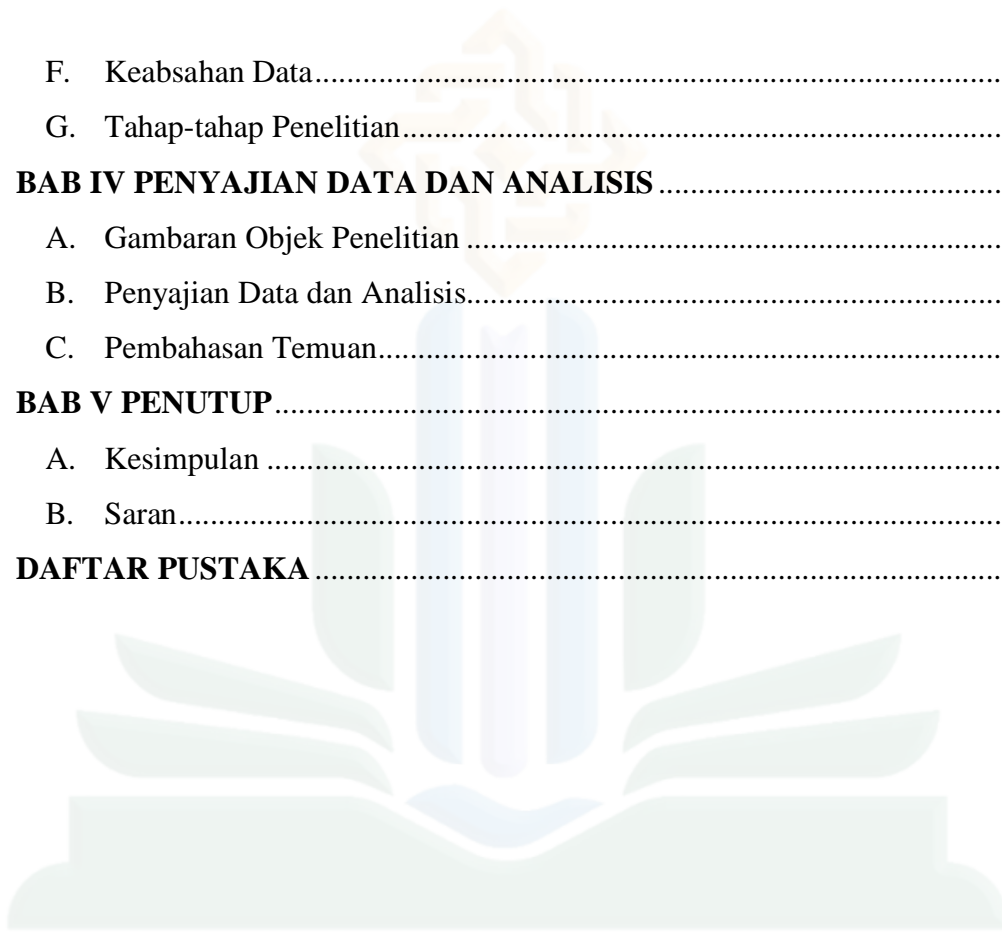 F. Keabsahan Data....................................................................................
G. Tahap-tahap Penelitian.........................................................................
BAB IV PENYAJIAN DATA DAN ANALISIS..........................................
A. Gambaran Objek Penelitian .................................................................
B. Penyajian Data dan Analisis.................................................................
C. Pembahasan Temuan............................................................................
BAB V PENUTUP.........................................................................................
A. Kesimpulan ..........................................................................................
B. Saran.....................................................................................................
DAFTAR PUSTAKA....................................................................................